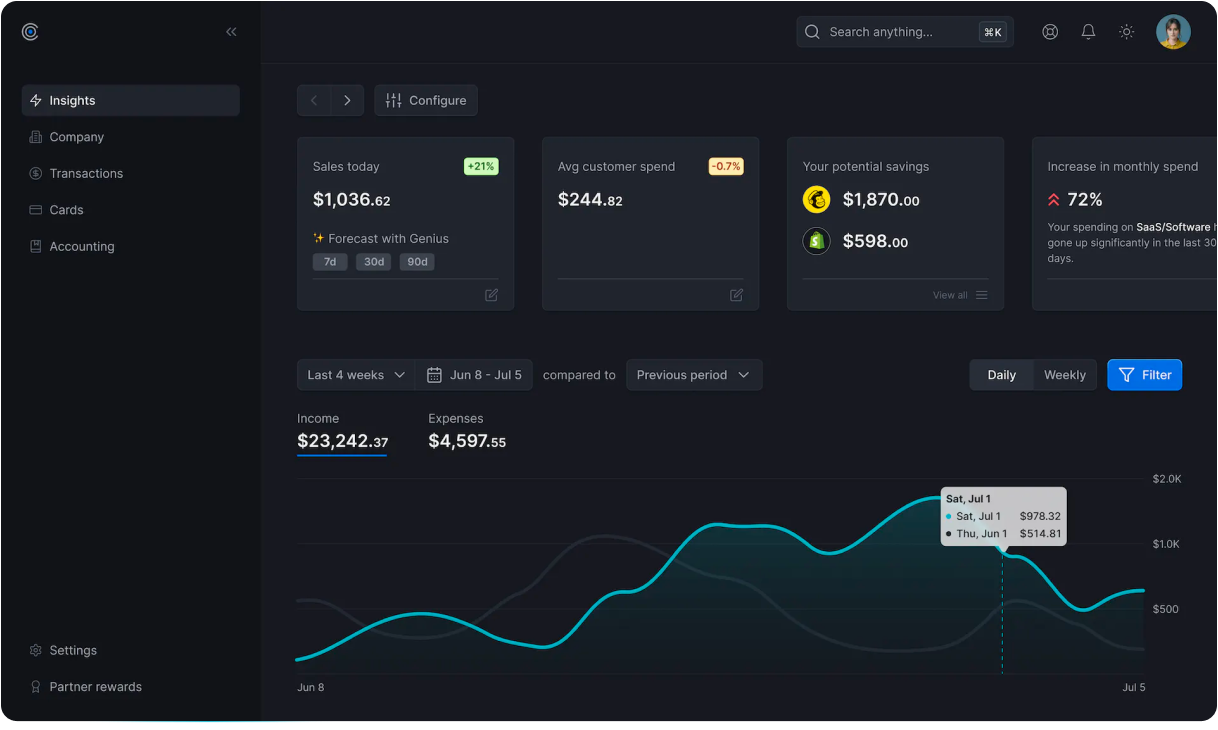 Search anything...
⌘K
Insights
Company
Transactions
Cards
Accounting
Settings
Partner rewards
Configure
Sales today
+21%
$1,036.62
✨ Forecast with Genius
7d 30d 90d
Avg customer spend
-0.7%
$244.82
Your potential savings
$1,870.00
$598.00
View all
Increase in monthly spend
72%
Your spending on SaaS/Software
gone up significantly in the last 30
days.
Last 4 weeks
Jun 8 - Jul 5
compared to
Previous period
Daily
Weekly
Filter
Income
$23,242.37
Expenses
$4,597.55
$2.0K
$1.0K
$500
Sat, Jul 1
Sat, Jul 1 $978.32
Thu, Jun 1 $514.81
Jun 8
Jul 5